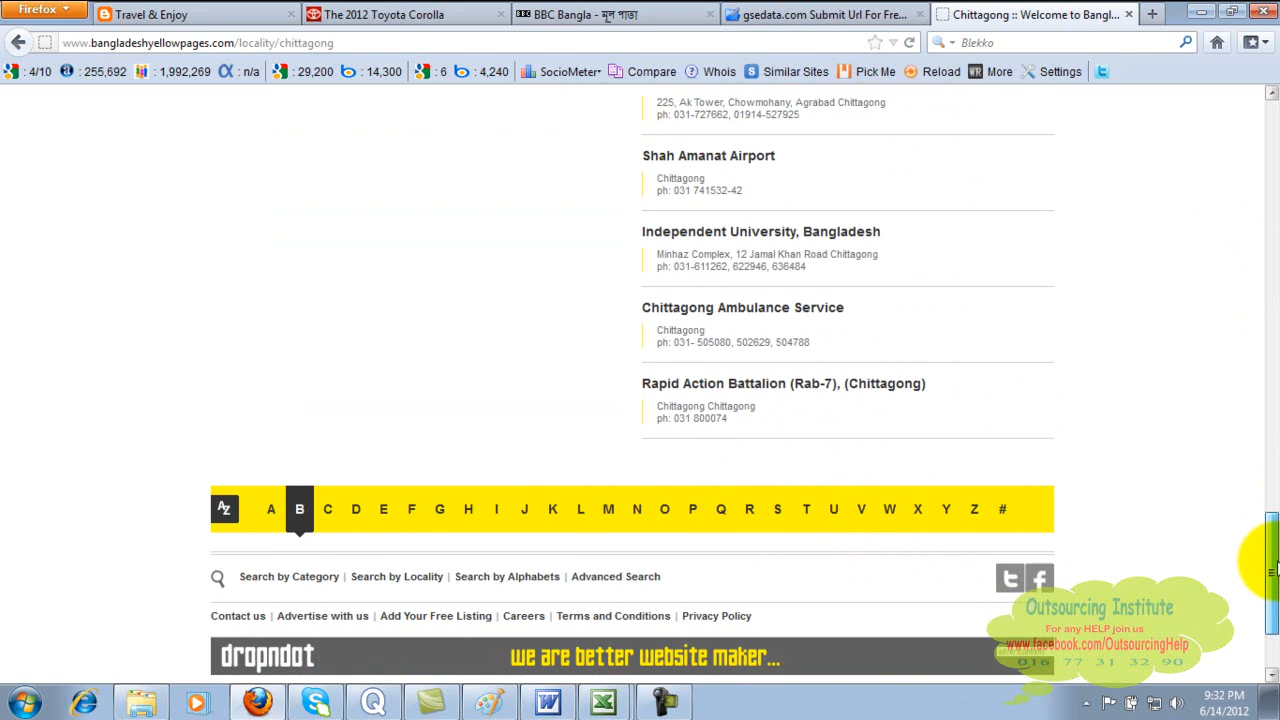 Firefox
Travel & Enjoy
The 2012 Toyota Corolla
BBC Bangla - মূল পাতা
gsedata.com Submit Url For Fre...
Chittagong :: Welcome to Bangl...
www.bangladeshyellowpages.com/locality/chittagong
Blekko
: 4/10
: 255,692
: 1,992,269
: n/a
: 29,200
: 14,300
: 6
: 4,240
SocioMeter
Compare
Whois
Similar Sites
Pick Me
Reload
More
Settings
225, Ak Tower, Chowmohany, Agrabad Chittagong
ph: 031-727662, 01914-527925
Shah Amanat Airport
Chittagong
ph: 031 741532-42
Independent University, Bangladesh
Minhaz Complex, 12 Jamal Khan Road Chittagong
ph: 031-611262, 622946, 636484
Chittagong Ambulance Service
Chittagong
ph: 031- 505080, 502629, 504788
Rapid Action Battalion (Rab-7), (Chittagong)
Chittagong Chittagong
ph: 031 800074
AZ A B C D E F G H I J K L M N O P Q R S T U V W X Y Z #
Search by Category | Search by Locality | Search by Alphabets | Advanced Search
Contact us | Advertise with us | Add Your Free Listing | Careers | Terms and Conditions | Privacy Policy
dropndot we are better website maker...
Outsourcing Institute
For any HELP join us
www.facebook.com/OutsourcingHelp
016 77 31 32 90
9:32 PM
6/14/2012